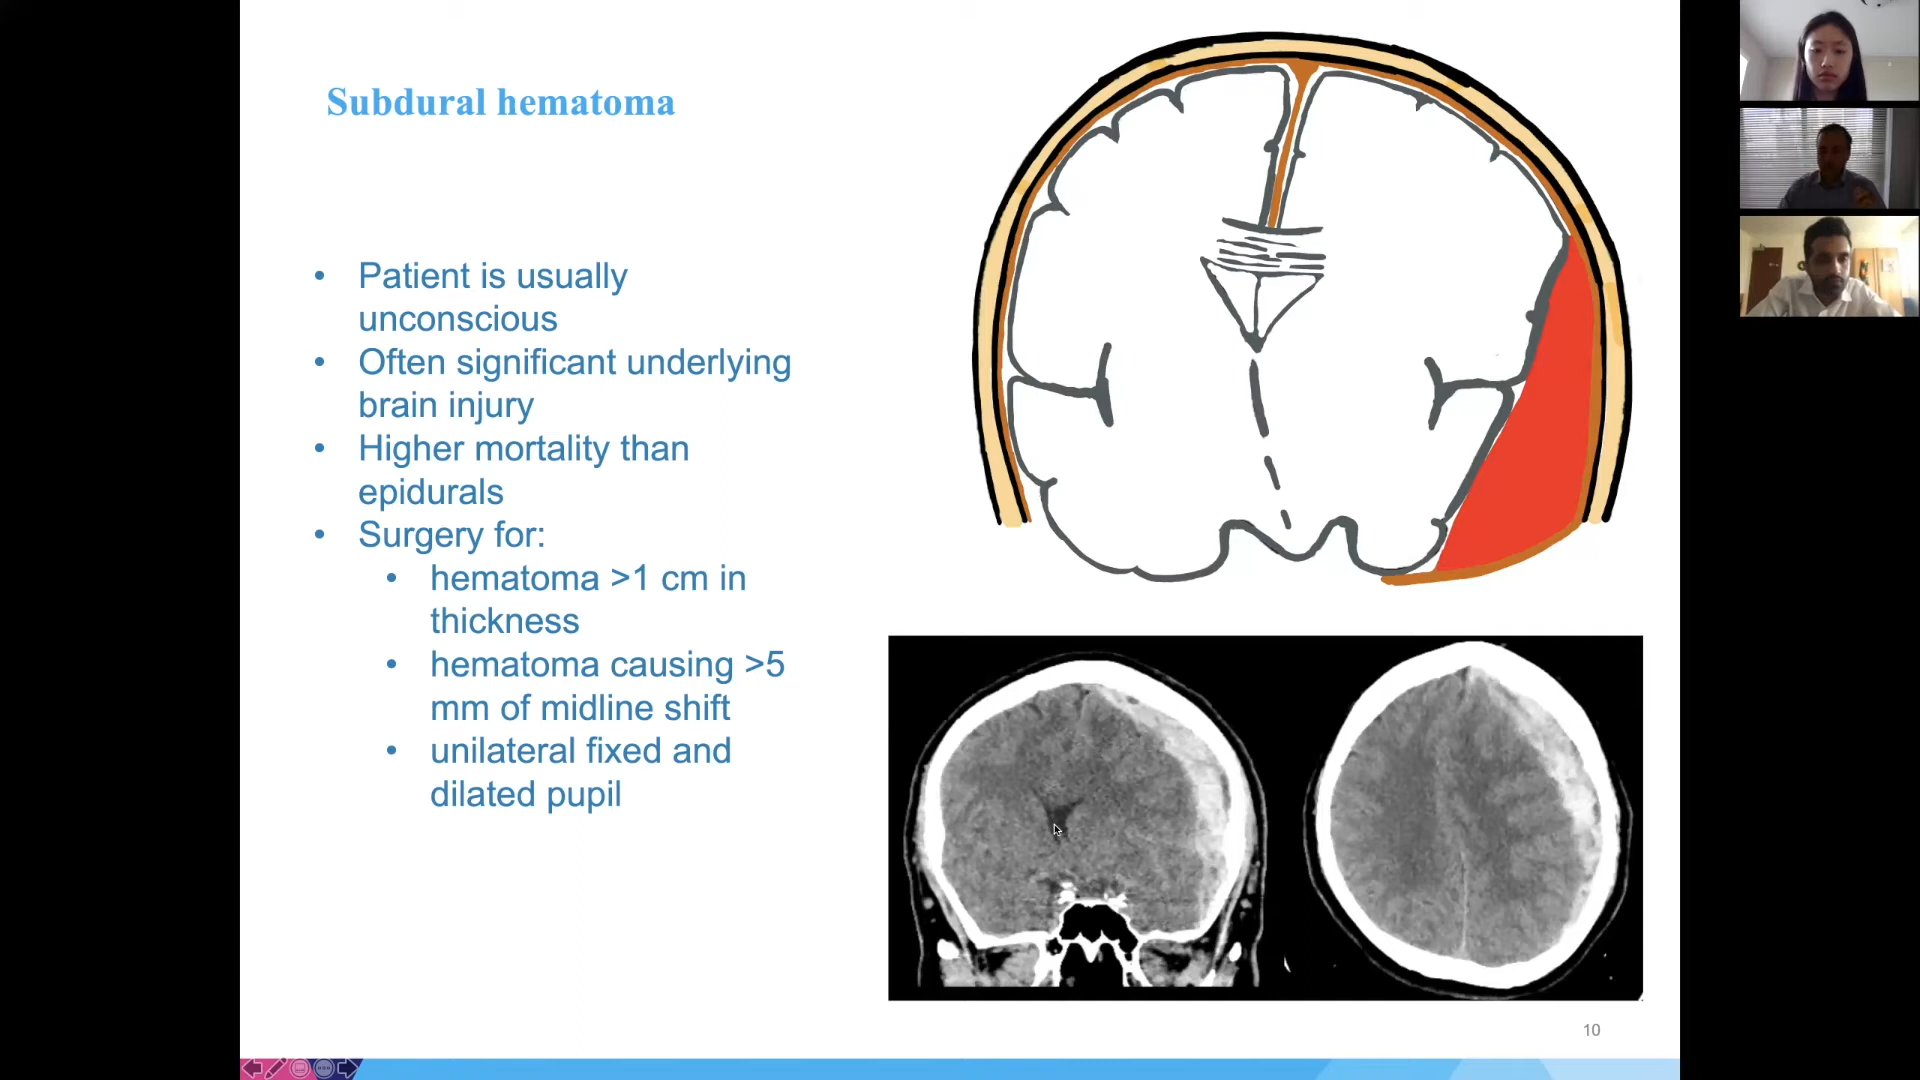 Subdural hematoma
• Patient is usually
unconscious
• Often significant underlying
brain injury
• Higher mortality than
epidurals
• Surgery for:
• hematoma >1 cm in
thickness
• hematoma causing >5
mm of midline shift
• unilateral fixed and
dilated pupil
10